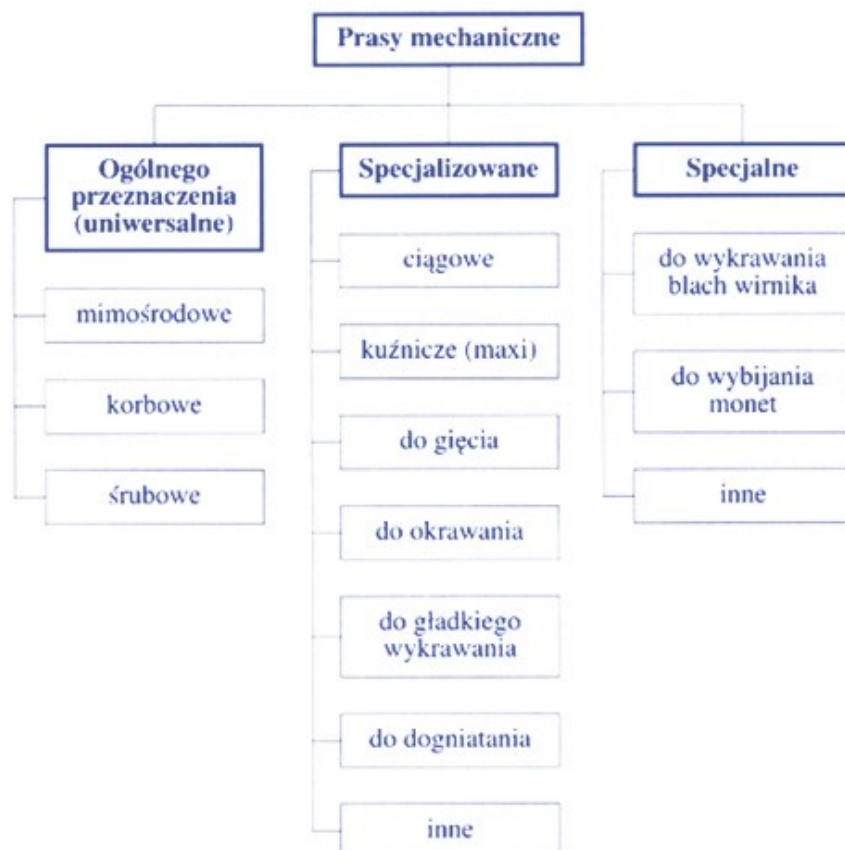 Prasy mechaniczne
Ogólnego
przeznaczenia
(uniwersalne)
mimośrodowe
korbowe
śrubowe
Specjalizowane
ciągowe
kuźnicze (maxi)
do gięcia
do okrawania
do gładkiego
wykrawania
do dogniatania
inne
Specjalne
do wykrawania
blach wirnika
do wybijania
monet
inne